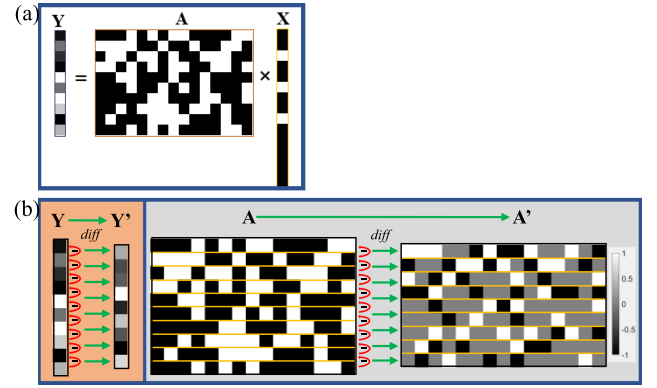 (a)
Y A X
= ×
(b)
Y Y' A A'
diff diff
1
0.5
0
-0.5
-1